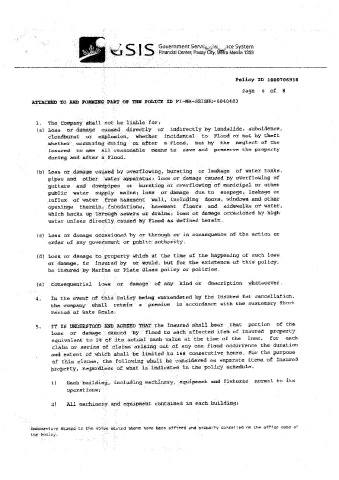 GSIS Government Service Insurance System
Financial Center, Pasay City, Metro Manila 1308
Policy ID 1000706938
Page 6 of 8
ATTACHED TO AND FORMING PART OF THE POLICE ID
3. The Company shall not be liable for:
(a) Loss or damage caused directly or indirectly by landslide, subsidence,
cloudburst or explosion, whether incidental to Flood or not by theft
whether occurring during or after a Flood, but by the neglect of the
insured to use all reasonable means to save and preserve the property
during and after a Flood.
(b) Loss or damage caused by overflowing, bursting or leakage of water tanks,
pipes and other water apparatus; loss or damage caused by overflowing of
gutters and downpipes or bursting or overflowing of municipal or other
public water supply mains; loss or damage due to seepage, leakage or
influx of water from basement wall, including doors, windows and other
openings therein, foundations, basement floors and sidewalks or water,
which backs up through sewers or drains; loss or damage occasioned by high
water unless directly caused by Flood as defined herein.
(c) Loss or damage occasioned by or through or in consequence of the action or
order of any government or public authority.
(d) Loss or damage to property which at the time of the happening of such loss
or damage, is insured by or would, but for the existence of this policy,
be insured by Marine or Plate Glass policy or policies.
(e) Consequential loss or damage of any kind or description whatsoever.
4. In the event of this Policy being surrendered by the Insured for cancellation,
the company shall retain a premium in accordance with the customary Short
Period of Rate Scale.
5. IT IS UNDERSTOOD AND AGREED THAT the Insured shall bear that portion of the
loss or damage caused by flood to each affected item of insured property
equivalent to 2% of its actual cash value at the time of the loss, for each
claim or series of claims arising out of any one flood occurrence the duration
and extent of which shall be limited to 168 consecutive hours. For the purpose
of this clause, the following shall be considered as separate items of insured
property, regardless of what is indicated in the policy schedule.
1) Each building, including machinery, equipment and fixtures normal to its
operations;
2) All machinery and equipment contained in each building;
Documentary Stamps to the value stated above have been affixed and properly cancelled on the office copy of
the Policy.